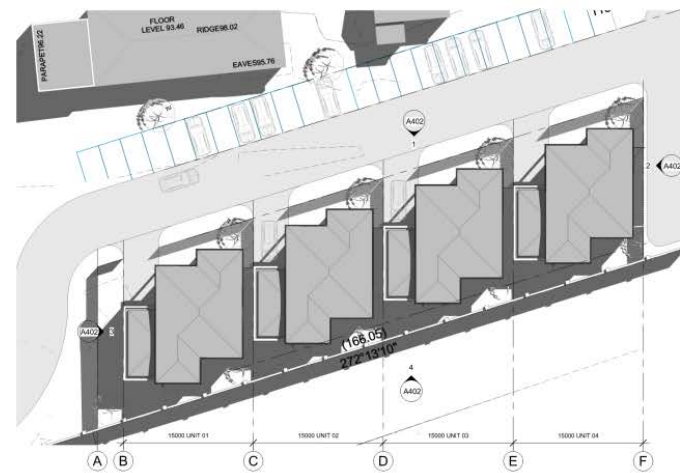 FLOOR
LEVEL 93.46
RIDGE98.02
PARAPET96.22
EAVES95.76
A402
1
2
A402
A402
(166.05)
272°13'10"
4
A402
15000 UNIT 01
15000 UNIT 02
15000 UNIT 03
15000 UNIT 04
A
B
C
D
E
F